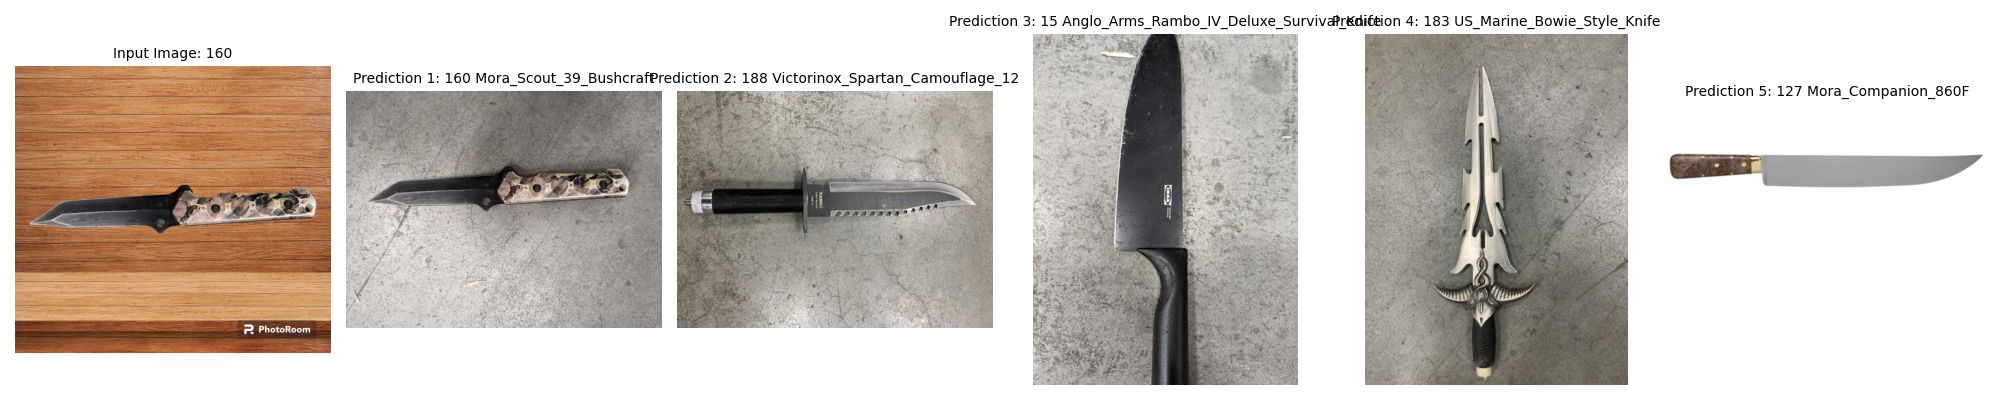 Input Image: 160
Prediction 1: 160 Mora_Scout_39_Bushcraft
Prediction 2: 188 Victorinox_Spartan_Camouflage_12
Prediction 3: 15 Anglo_Arms_Rambo_IV_Deluxe_Survival_Knife
Prediction 4: 183 US_Marine_Bowie_Style_Knife
Prediction 5: 127 Mora_Companion_860F
PhotoRoom